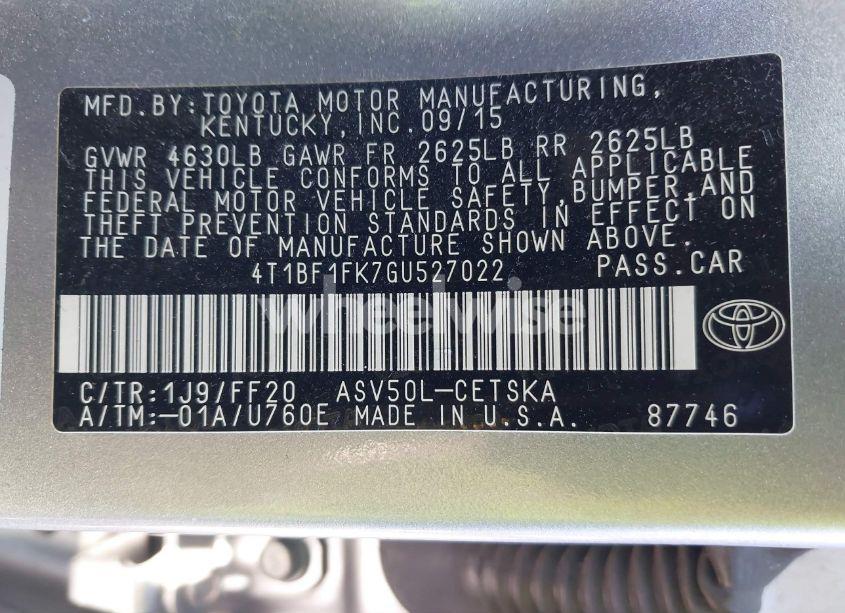 MFD.BY:TOYOTA MOTOR MANUFACTURING,
KENTUCKY,INC.09/15
GVWR 4630LB GAWR FR 2625LB RR 2625LB
THIS VEHICLE CONFORMS TO ALL APPLICABLE
FEDERAL MOTOR VEHICLE SAFETY,BUMPER,AND
THEFT PREVENTION STANDARDS IN EFFECT ON
THE DATE OF MANUFACTURE SHOWN ABOVE.
4T1BF1FK7GU527022 PASS.CAR
wheelwise
C/TR:1J9/FF20 ASV50L-CETSKA
A/TM:-01A/U760E MADE IN U.S.A. 87746